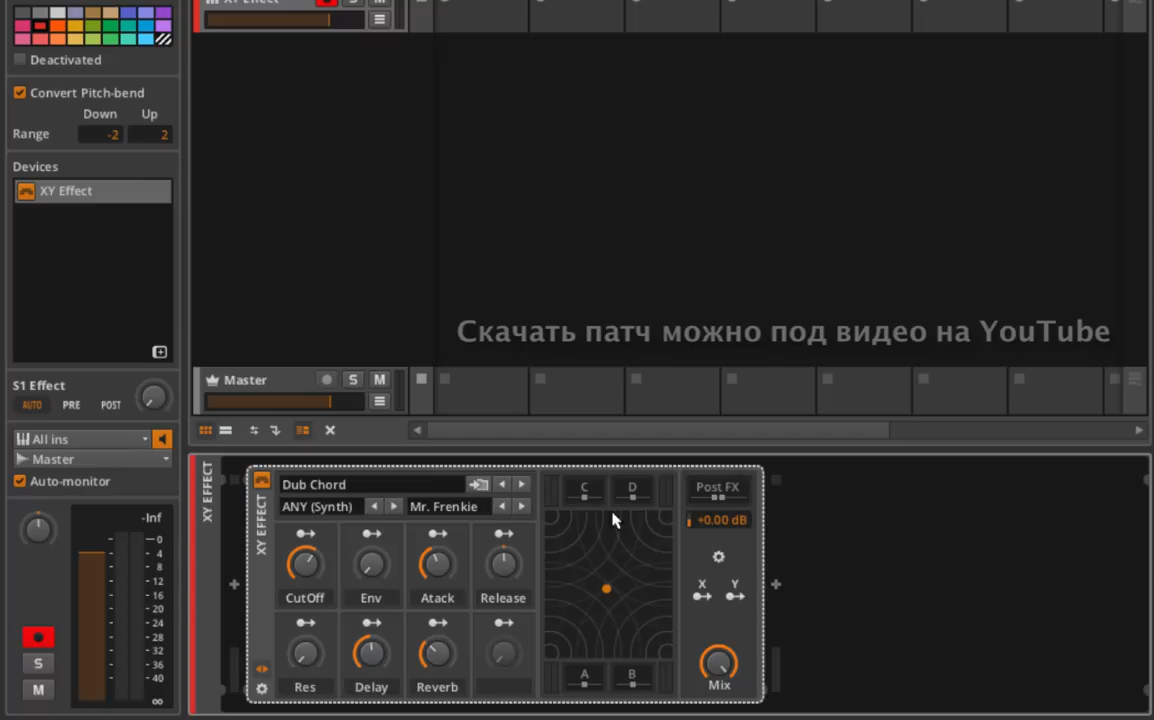 XY Effect
S
M
Deactivated
Convert Pitch-bend
Down Up
Range -2 2
Devices
XY Effect
Скачать патч можно под видео на YouTube
S1 Effect
AUTO PRE POST
Master S M
All ins
Master
Auto-monitor
-Inf
0
4
8
12
16
20
24
28
32
36
40
∞
S
M
XY EFFECT
XY EFFECT
Dub Chord
ANY (Synth) Mr. Frenkie
CutOff Env Atack Release
Res Delay Reverb
C D
A B
Post FX
+0.00 dB
X Y
Mix